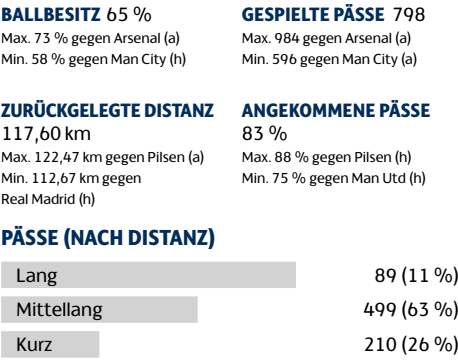 BALLBESITZ 65 %
Max. 73 % gegen Arsenal (a)
Min. 58 % gegen Man City (h)
GESPIELTE PÄSSE 798
Max. 984 gegen Arsenal (a)
Min. 596 gegen Man City (a)
ZURÜCKGELEGTE DISTANZ
117,60 km
Max. 122,47 km gegen Pilsen (a)
Min. 112,67 km gegen
Real Madrid (h)
ANGEKOMMENE PÄSSE
83 %
Max. 88 % gegen Pilsen (h)
Min. 75 % gegen Man Utd (h)
PÄSSE (NACH DISTANZ)
Lang 89 (11 %)
Mittellang 499 (63 %)
Kurz 210 (26 %)